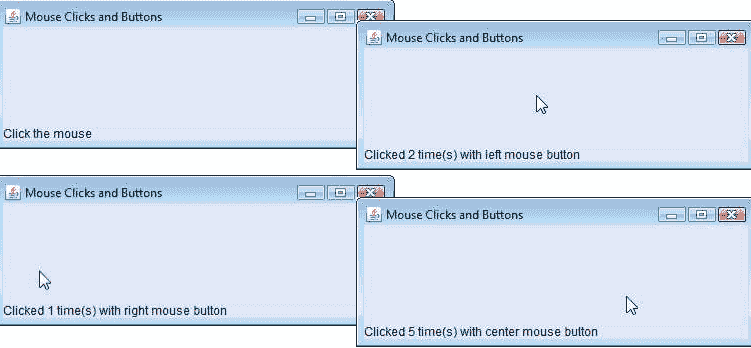 Mouse Clicks and Buttons
Click the mouse
Mouse Clicks and Buttons
Clicked 2 time(s) with left mouse button
Mouse Clicks and Buttons
Clicked 1 time(s) with right mouse button
Mouse Clicks and Buttons
Clicked 5 time(s) with center mouse button